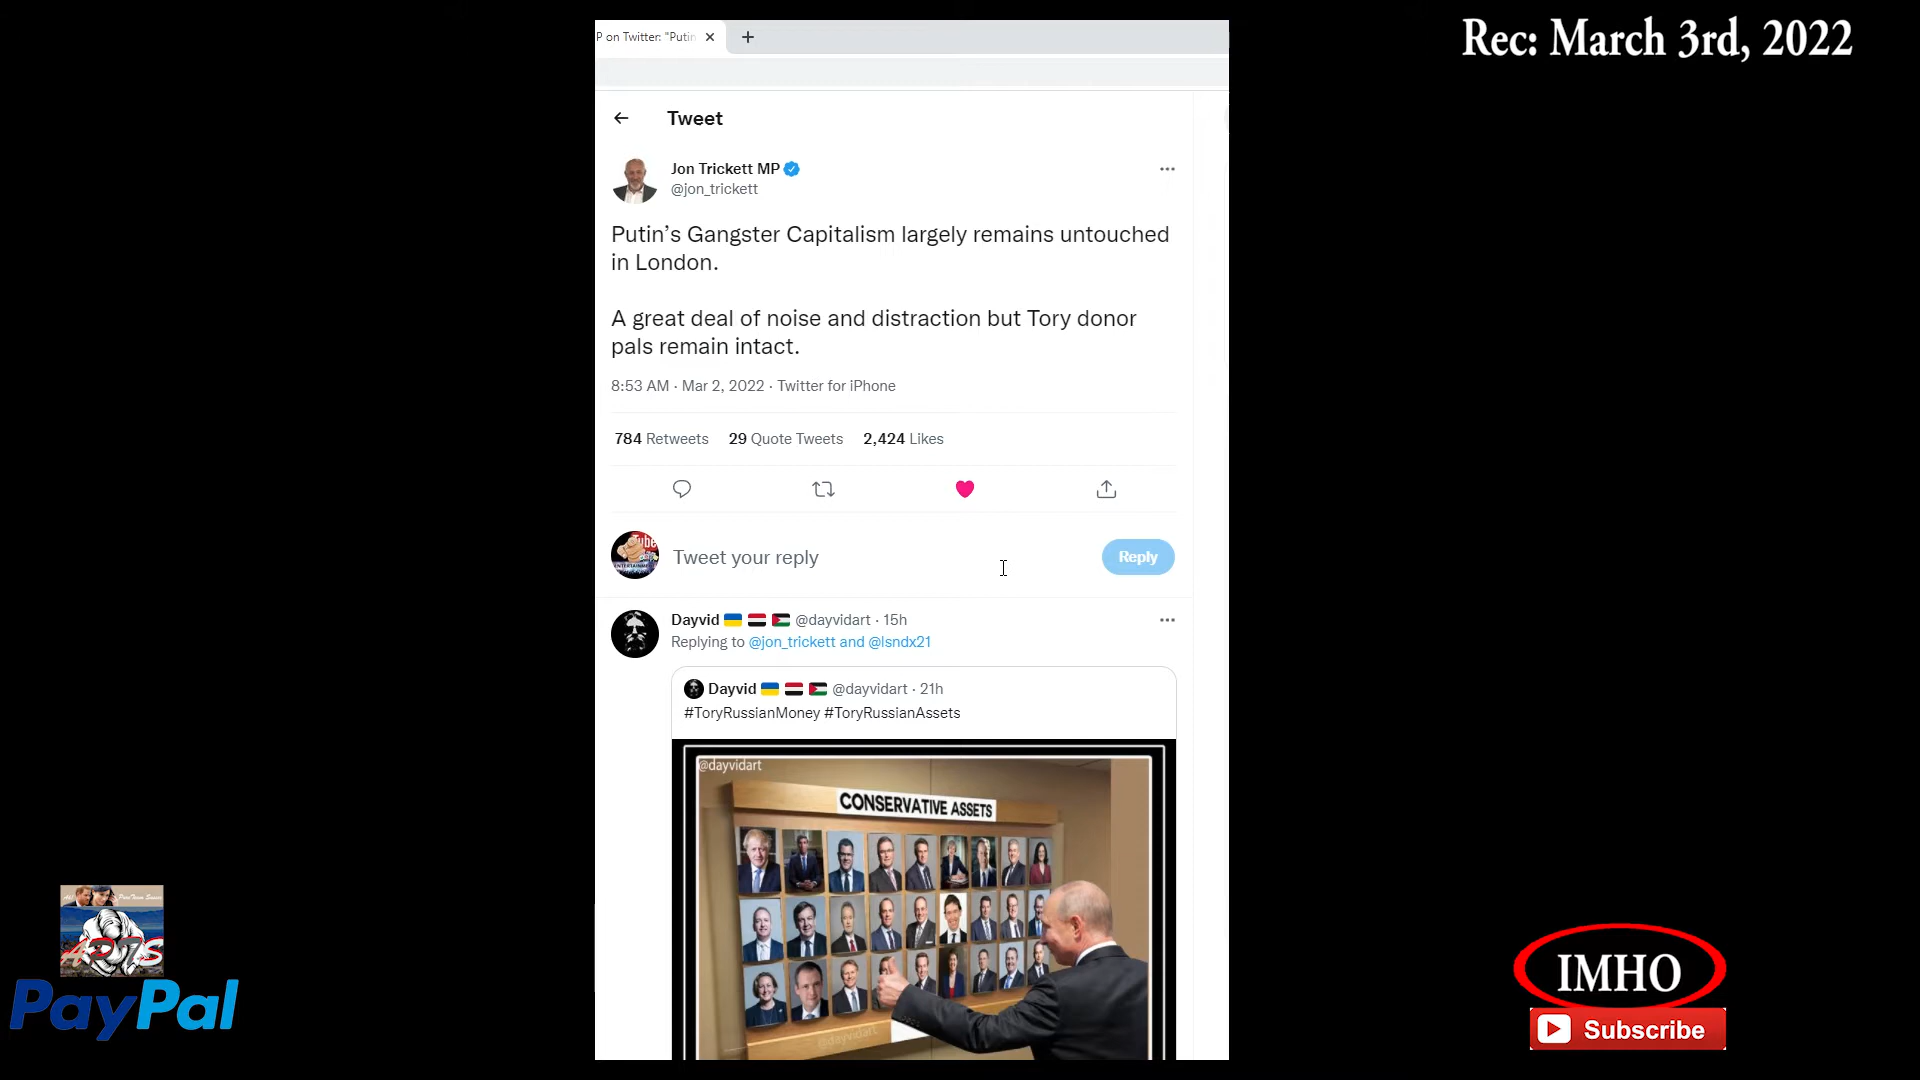 Rec: March 3rd, 2022
P on Twitter: "Putin
Tweet
Jon Trickett MP
@jon_trickett
Putin’s Gangster Capitalism largely remains untouched
in London.
A great deal of noise and distraction but Tory donor
pals remain intact.
8:53 AM · Mar 2, 2022 · Twitter for iPhone
784 Retweets 29 Quote Tweets 2,424 Likes
Tweet your reply
Reply
Dayvid @dayvidart · 15h
Replying to @jon_trickett and @lsndx21
Dayvid @dayvidart · 21h
#ToryRussianMoney #ToryRussianAssets
@dayvidart
CONSERVATIVE ASSETS
@dayvidart
PayPal
IMHO
Subscribe